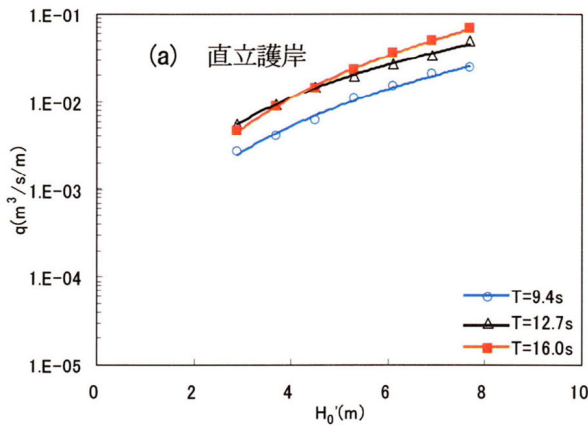 1.E-01
(a) 直立護岸
1.E-02
1.E-03
1.E-04
1.E-05
q(m³/s/m)
T=9.4s
T=12.7s
T=16.0s
0 2 4 6 8 10
H₀'(m)